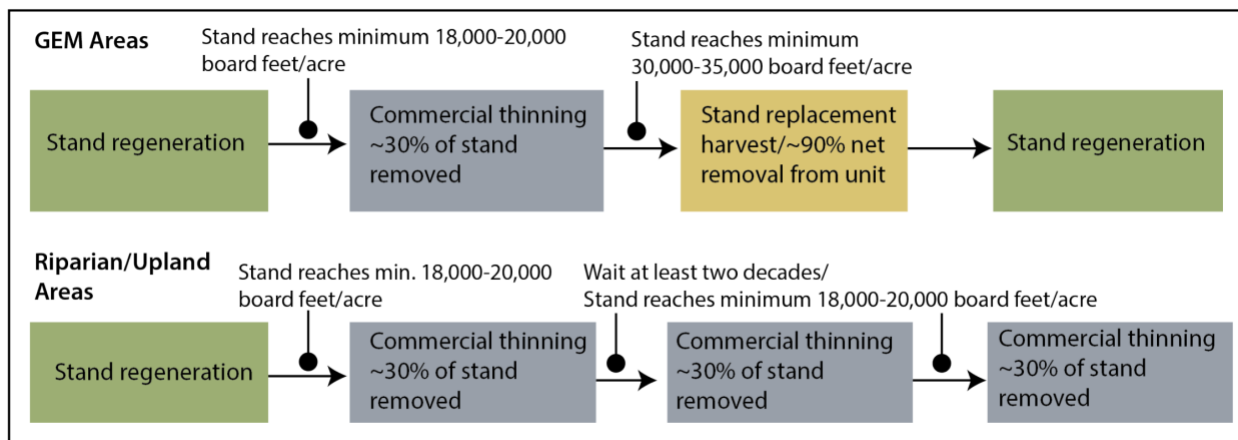 GEM Areas
Stand reaches minimum 18,000-20,000
board feet/acre
Stand reaches minimum
30,000-35,000 board feet/acre
Stand regeneration
Commercial thinning
~30% of stand
removed
Stand replacement
harvest/~90% net
removal from unit
Stand regeneration
Riparian/Upland
Areas
Stand reaches min. 18,000-20,000
board feet/acre
Wait at least two decades/
Stand reaches minimum 18,000-20,000 board feet/acre
Stand regeneration
Commercial thinning
~30% of stand
removed
Commercial thinning
~30% of stand
removed
Commercial thinning
~30% of stand
removed